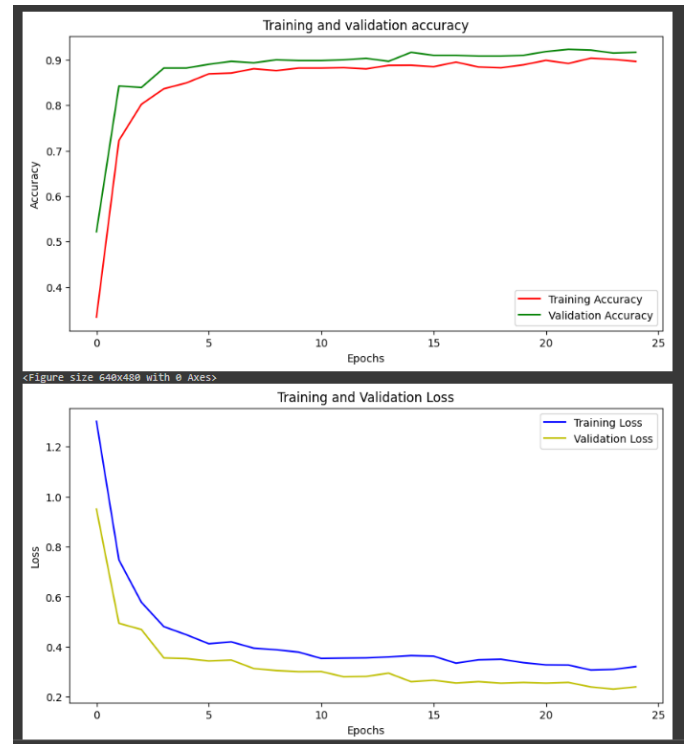 Training and validation accuracy
Accuracy
0.9
0.8
0.7
0.6
0.5
0.4
Training Accuracy
Validation Accuracy
0 5 10 15 20 25
Epochs
<Figure size 640x480 with 0 Axes>
Training and Validation Loss
Training Loss
Validation Loss
Loss
1.2
1.0
0.8
0.6
0.4
0.2
0 5 10 15 20 25
Epochs